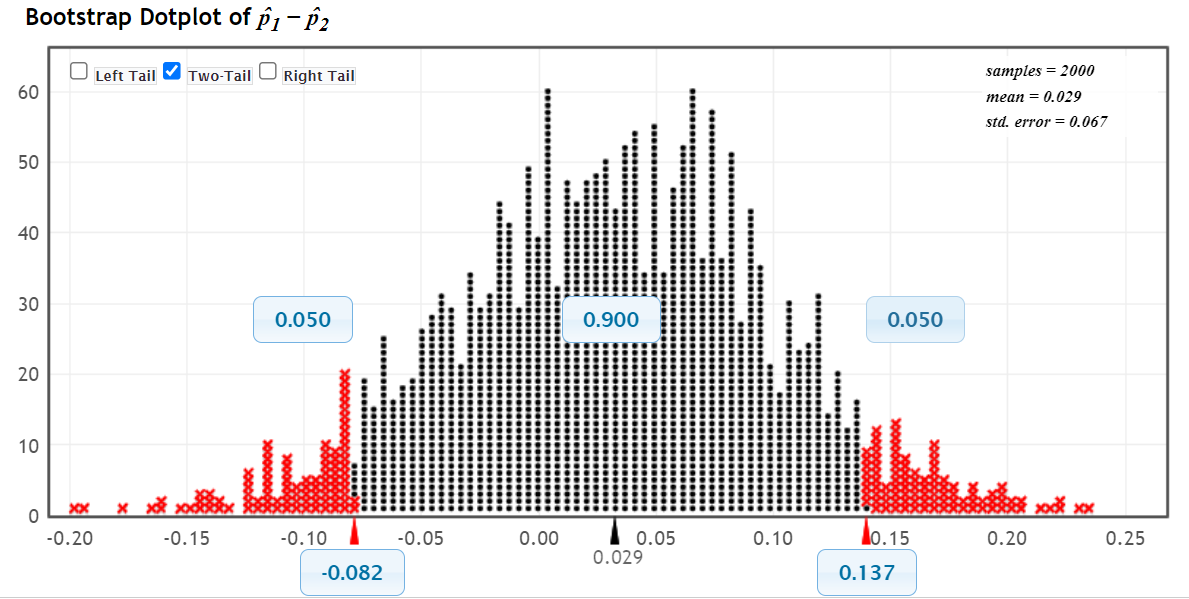 Bootstrap Dotplot of p̂₁ − p̂₂
Left Tail Two-Tail Right Tail
samples = 2000
mean = 0.029
std. error = 0.067
60
50
40
30
20
10
0
0.050 0.900 0.050
-0.20 -0.15 -0.10 -0.05 0.00 0.05 0.10 0.15 0.20 0.25
0.029
-0.082 0.137